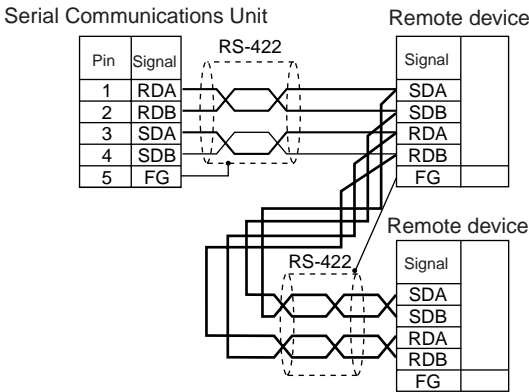 Serial Communications Unit
Remote device
RS-422
Pin Signal
Signal
1 RDA
SDA
2 RDB
SDB
3 SDA
RDA
4 SDB
RDB
5 FG
FG
Remote device
RS-422
Signal
SDA
SDB
RDA
RDB
FG